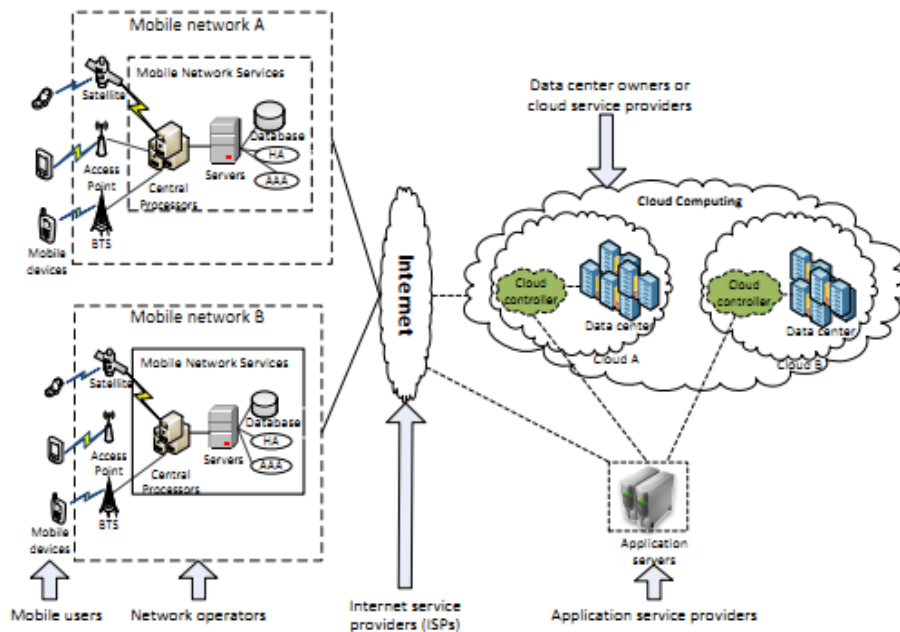 Mobile network A
Mobile Network Services
Satellite
Database
HA
AAA
Servers
Access
Point
Central
Processors
BTS
Mobile
devices
Mobile network B
Mobile Network Services
Satellite
Database
HA
AAA
Servers
Access
Point
Central
Processors
BTS
Mobile
devices
Mobile users
Network operators
Internet
Internet service
providers (ISPs)
Data center owners or
cloud service providers
Cloud Computing
Cloud
controller
Data center
Cloud A
Cloud
controller
Data center
Cloud B
Application
servers
Application service providers